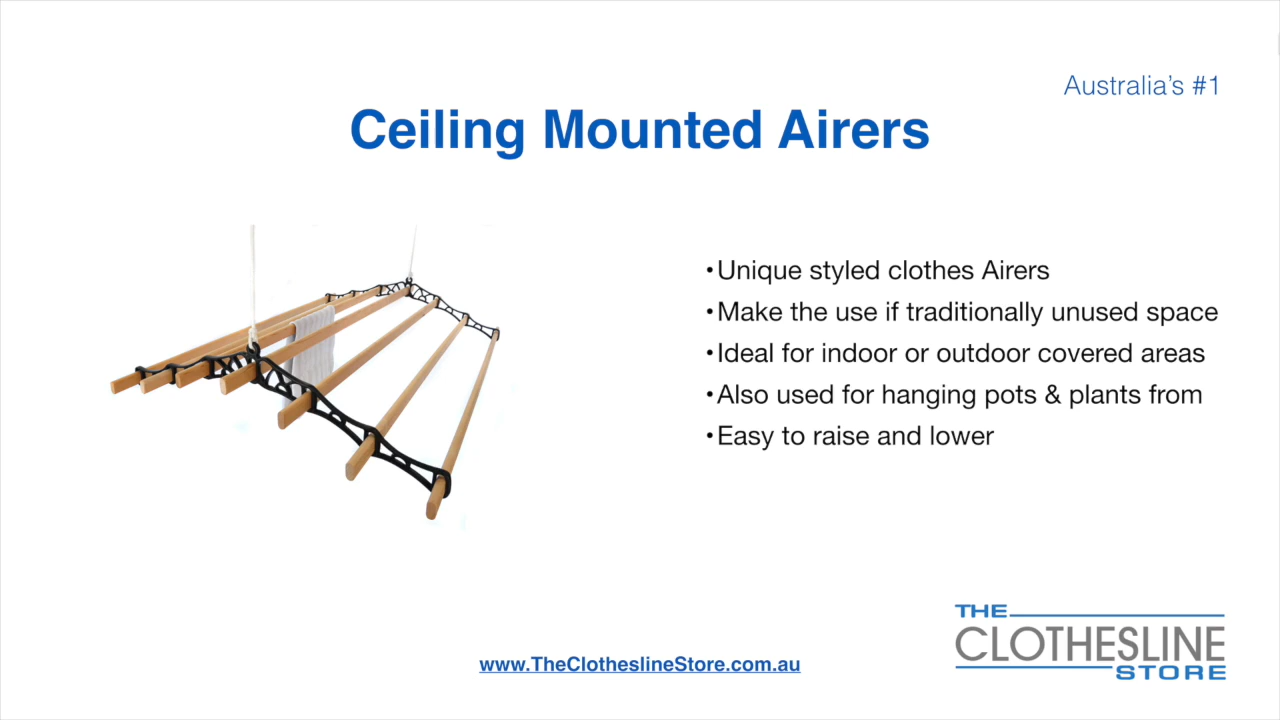 Australia's #1
Ceiling Mounted Airers
•Unique styled clothes Airers
•Make the use if traditionally unused space
•Ideal for indoor or outdoor covered areas
•Also used for hanging pots & plants from
•Easy to raise and lower
THE
CLOTHESLINE
STORE
www.TheClotheslineStore.com.au